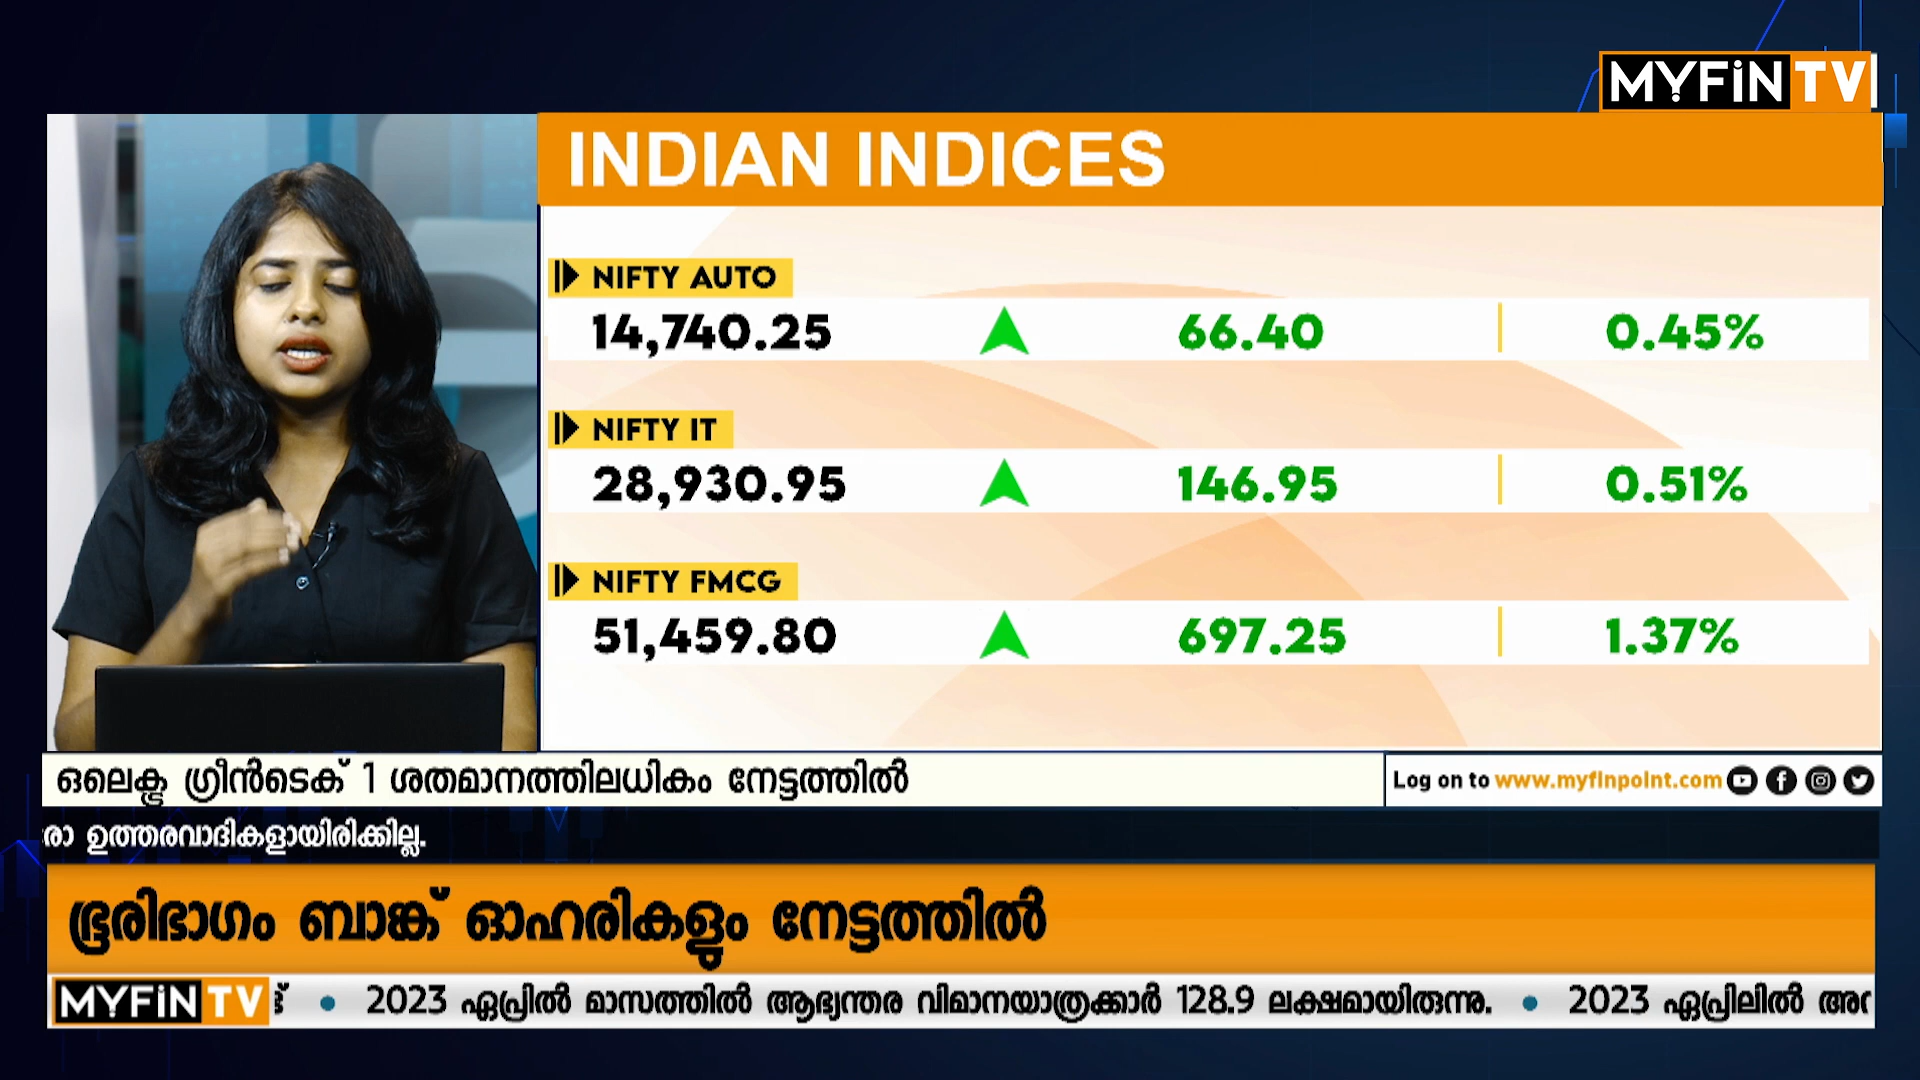 MYFiNTV
INDIAN INDICES
NIFTY AUTO
14,740.25 66.40 0.45%
NIFTY IT
28,930.95 146.95 0.51%
NIFTY FMCG
51,459.80 697.25 1.37%
ഒലെക്ട്ര ഗ്രീൻടെക് 1 ശതമാനത്തിലധികം നേട്ടത്തിൽ
Log on to www.myfinpoint.com
ഉത്തരവാദികളായിരിക്കില്ല.
ഭൂരിഭാഗം ബാങ്ക് ഓഹരികളും നേട്ടത്തിൽ
MYFiNTV • 2023 ഏപ്രിൽ മാസത്തിൽ ആഭ്യന്തര വിമാനയാത്രക്കാർ 128.9 ലക്ഷമായിരുന്നു. • 2023 ഏപ്രിലിൽ